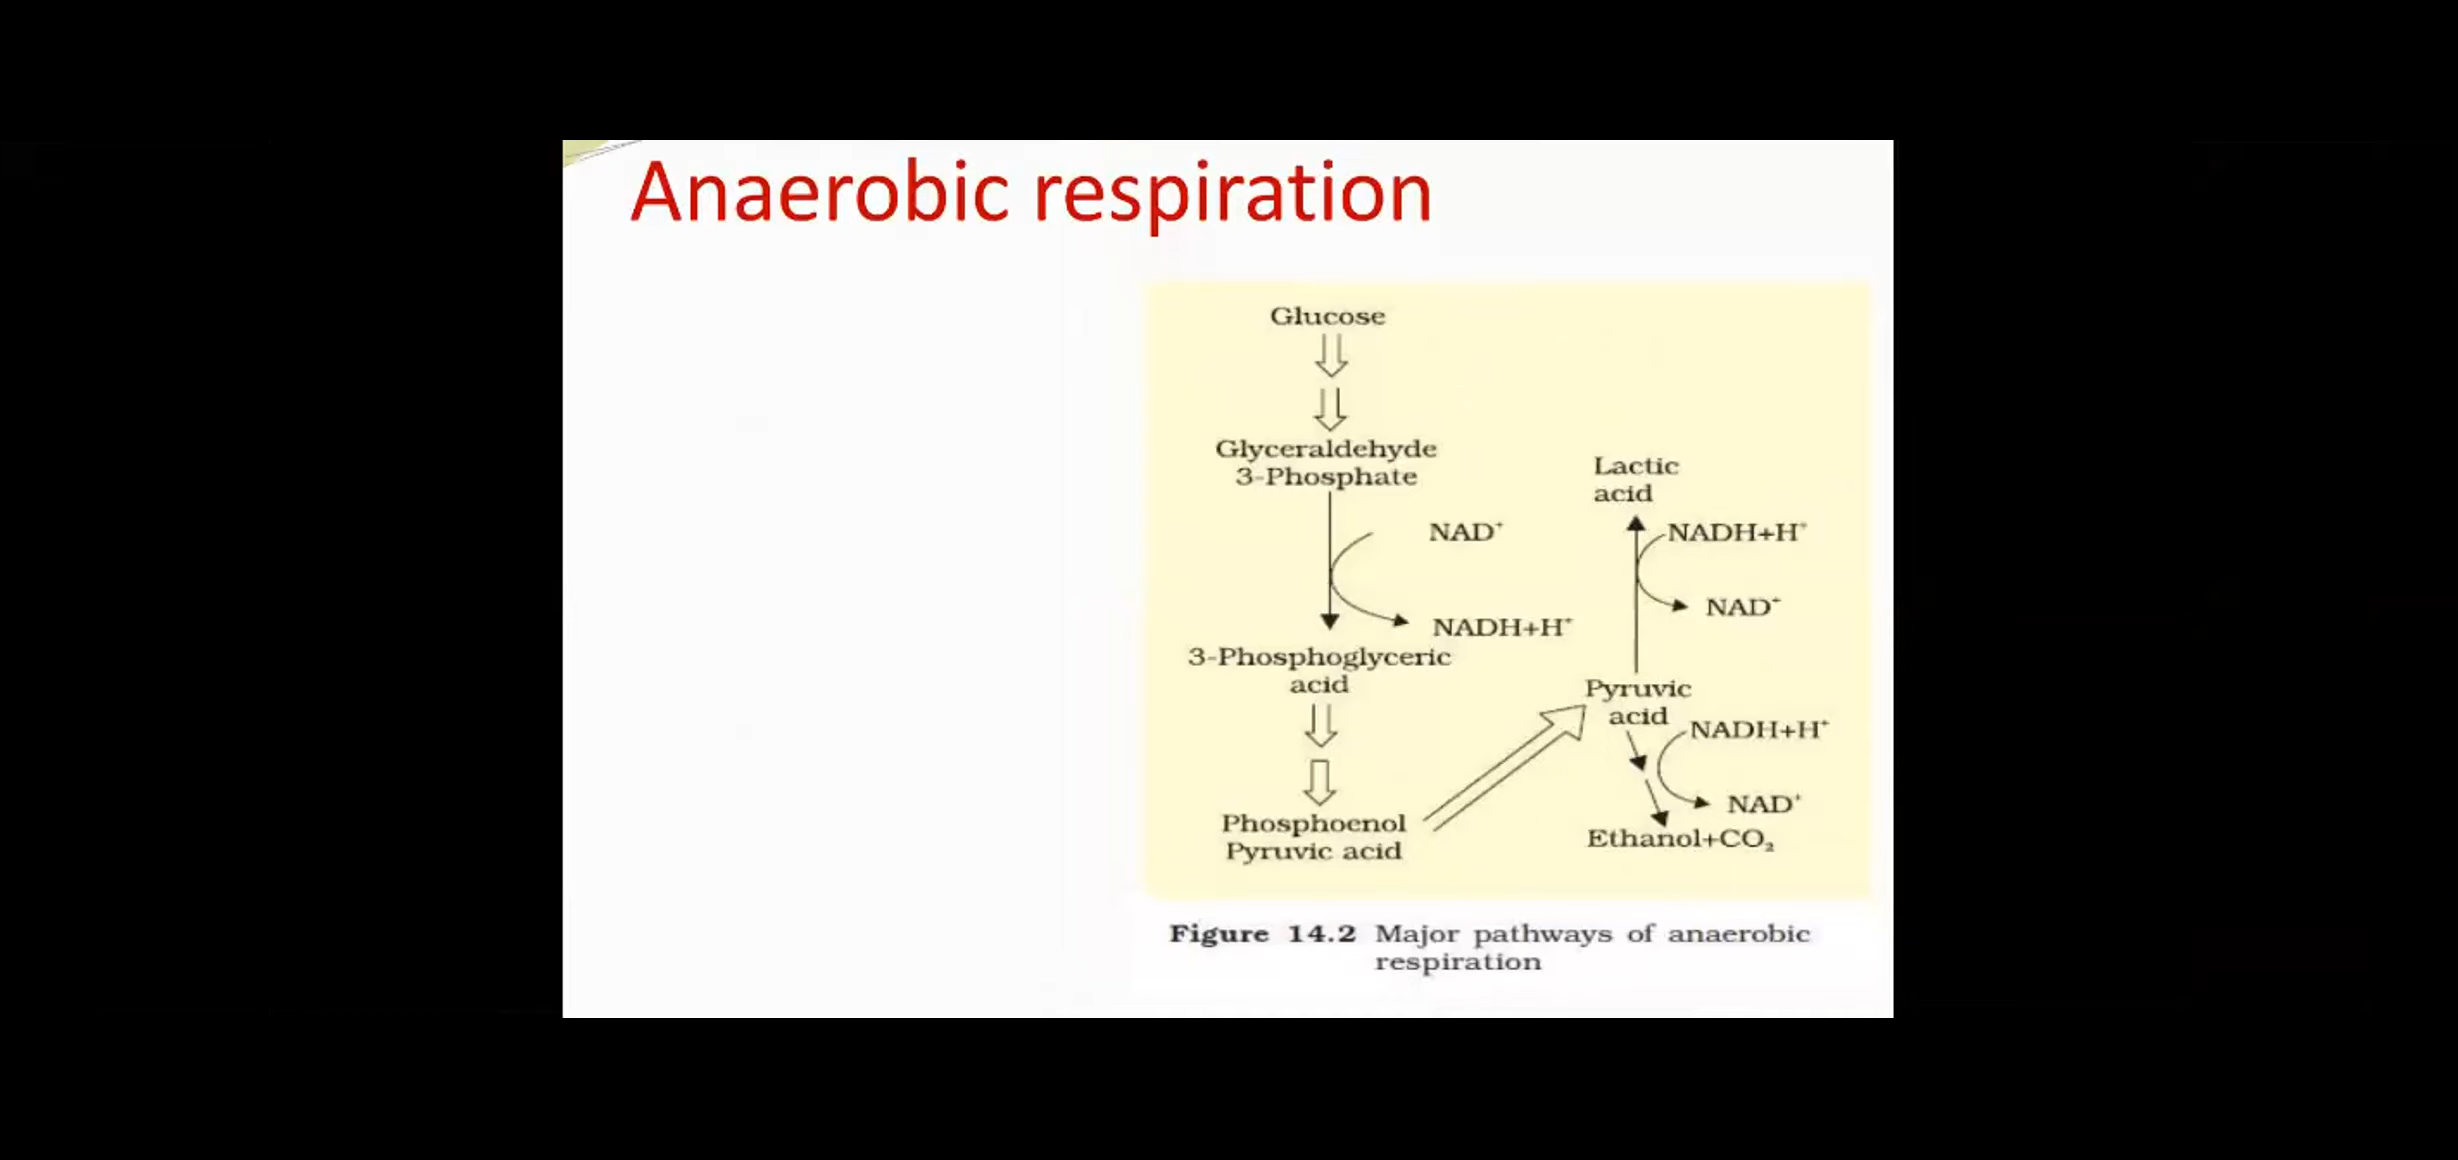 Anaerobic respiration
Glucose
Glyceraldehyde
3-Phosphate
NAD⁺
NADH+H⁺
3-Phosphoglyceric
acid
Phosphoenol
Pyruvic acid
Lactic
acid
NADH+H⁺
NAD⁺
Pyruvic
acid
NADH+H⁺
NAD⁺
Ethanol+CO₂
Figure 14.2 Major pathways of anaerobic
respiration